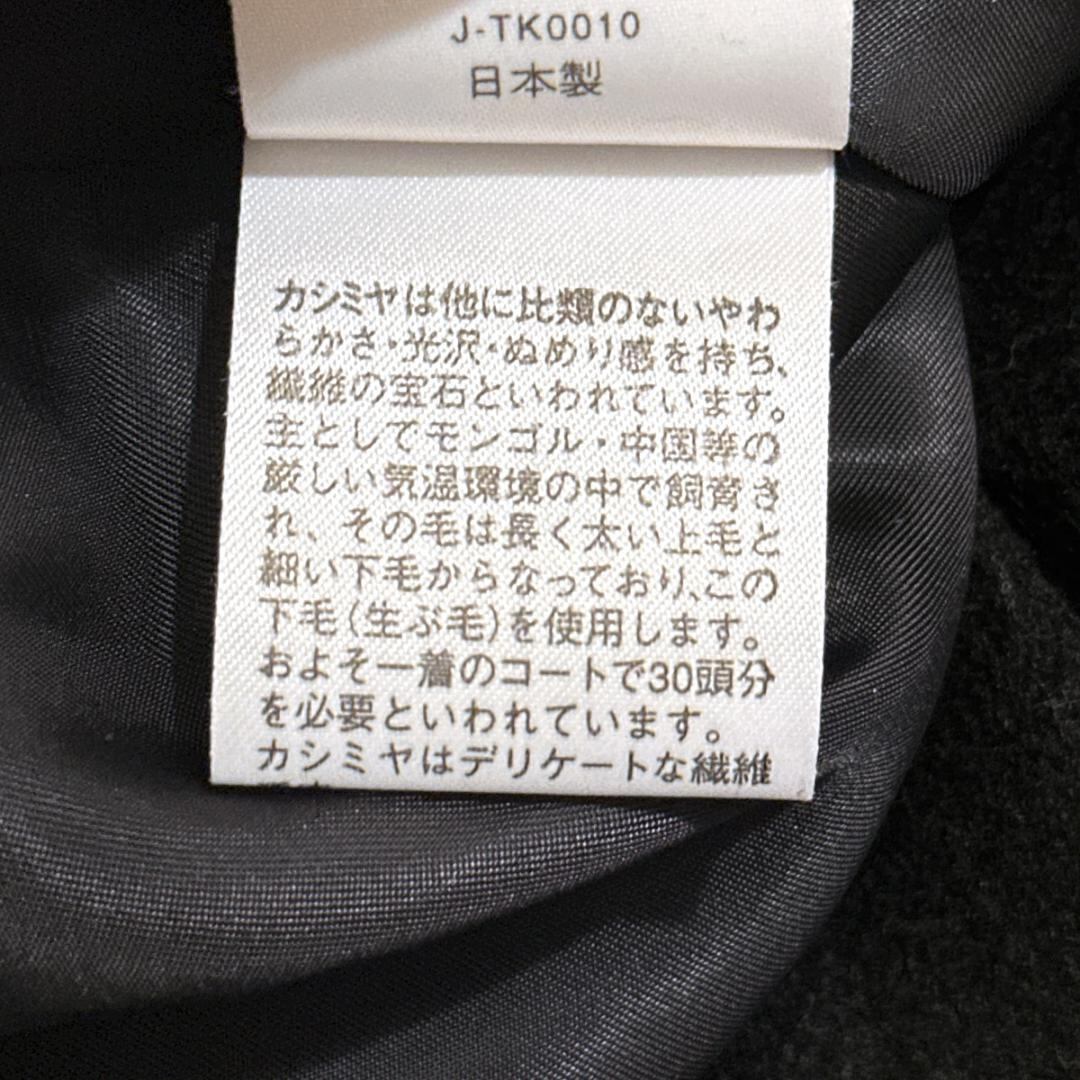 J-TK0010
日本製
カシミヤは他に比類のないやわ
らかさ・光沢・ぬめり感を持ち、
繊維の宝石といわれています。
主としてモンゴル・中国等の
厳しい気温環境の中で飼育さ
れ、その毛は長く太い上毛と
細い下毛からなっており、この
下毛(生ぶ毛)を使用します。
およそ一着のコートで30頭分
を必要といわれています。
カシミヤはデリケートな繊維